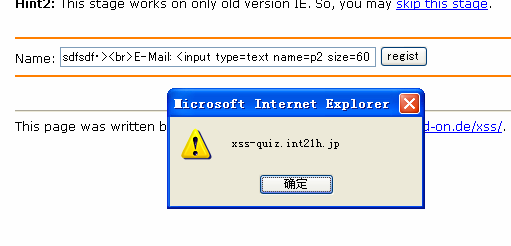 Hint2: This stage works on only old version IE. So, you may skip this stage.
Name: sdfsdf･><br>E-Mail: <input type=text name=p2 size=60 regist
Microsoft Internet Explorer
xss-quiz.int21h.jp
确定
This page was written b d-on.de/xss/.